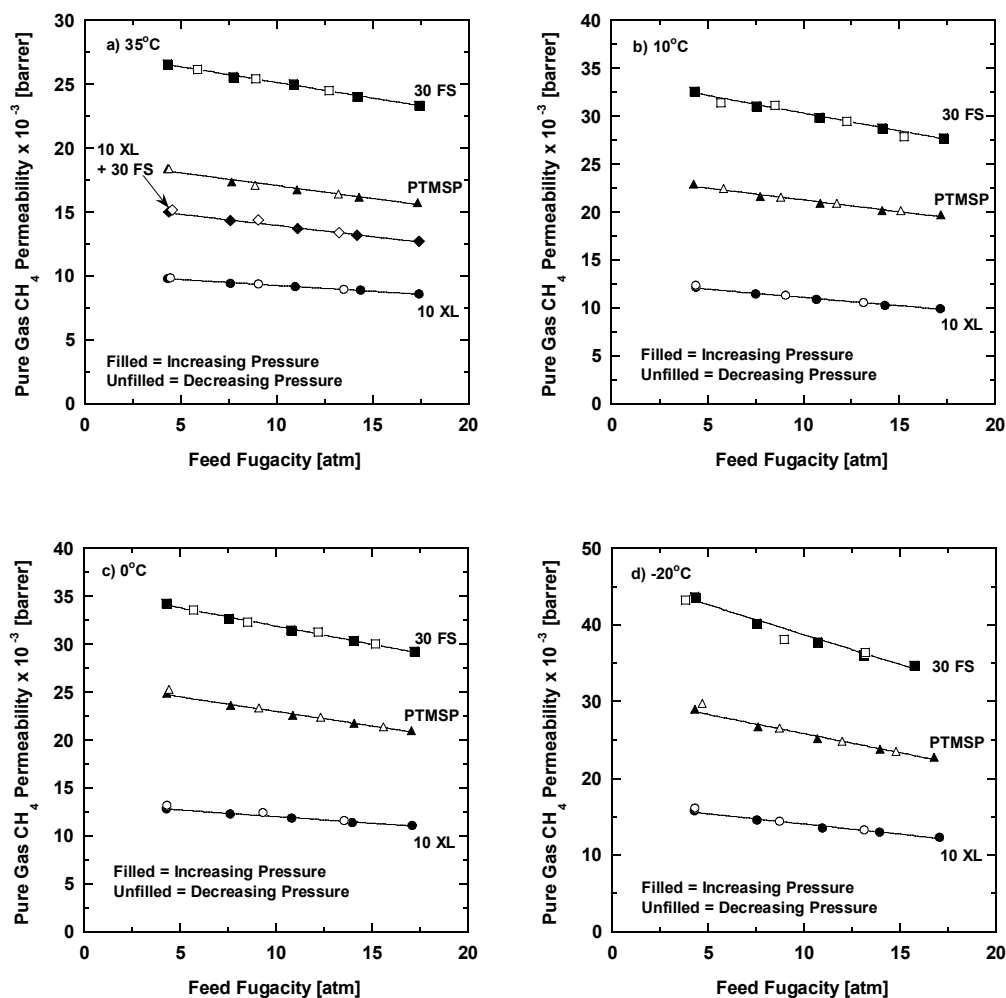 a) 35°C
30 FS
10 XL
+ 30 FS
PTMSP
10 XL
Filled = Increasing Pressure
Unfilled = Decreasing Pressure
Pure Gas CH4 Permeability x 10^-3 [barrer]
0
5
10
15
20
25
30
0 5 10 15 20
Feed Fugacity [atm]
b) 10°C
30 FS
PTMSP
10 XL
Filled = Increasing Pressure
Unfilled = Decreasing Pressure
Pure Gas CH4 Permeability x 10^-3 [barrer]
0
5
10
15
20
25
30
35
40
0 5 10 15 20
Feed Fugacity [atm]
c) 0°C
30 FS
PTMSP
10 XL
Filled = Increasing Pressure
Unfilled = Decreasing Pressure
Pure Gas CH4 Permeability x 10^-3 [barrer]
0
5
10
15
20
25
30
35
40
0 5 10 15 20
Feed Fugacity [atm]
d) -20°C
30 FS
PTMSP
10 XL
Filled = Increasing Pressure
Unfilled = Decreasing Pressure
Pure Gas CH4 Permeability x 10^-3 [barrer]
0
10
20
30
40
50
0 5 10 15 20
Feed Fugacity [atm]